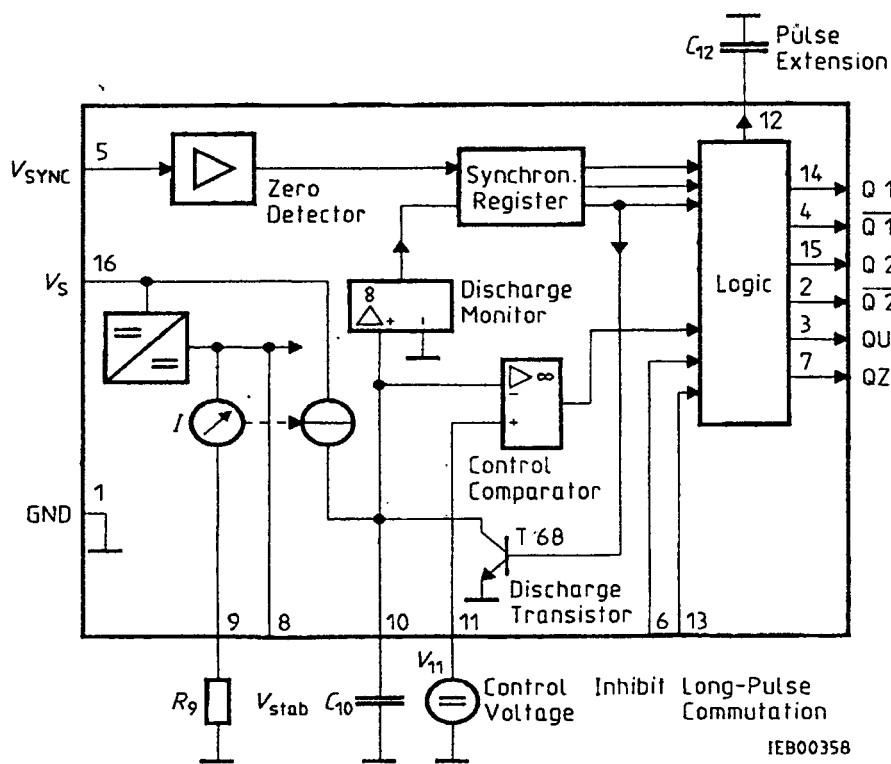 C12
Pulse
Extension
12
5
VSYNC
Zero
Detector
Synchron.
Register
14
Q 1
4
Q̅ 1̅
15
Q 2
2
Q̅ 2̅
3
QU
7
QZ
Logic
16
VS
8
+ -
Discharge
Monitor
=
=
∞
-
+
I
Control
Comparator
1
GND
T 68
Discharge
Transistor
9 8 10 11 6 13
V11
R9
Vstab
C10
=
Control
Voltage
Inhibit
Long-Pulse
Commutation
IEB00358